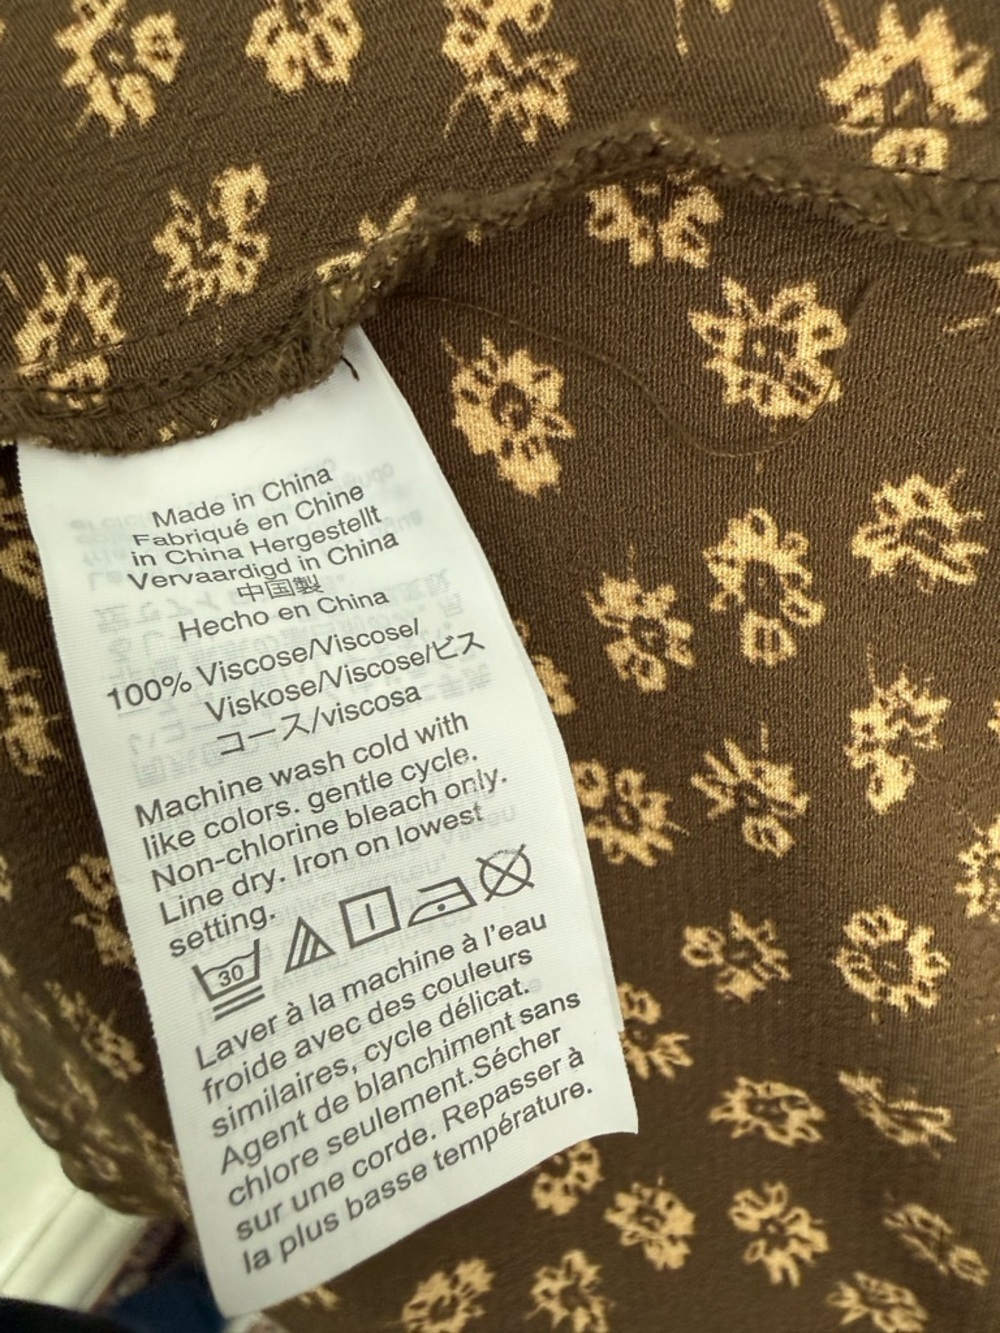 Made in China
Fabriqué en Chine
in China Hergestellt
Vervaardigd in China
中国製
Hecho en China
100% Viscose/Viscose/
Viskose/Viscose/ビス
コース/viscosa
Machine wash cold with
like colors. gentle cycle.
Non-chlorine bleach only.
Line dry. Iron on lowest
setting.
30
Laver à la machine à l'eau
froide avec des couleurs
similaires, cycle délicat.
Agent de blanchiment sans
chlore seulement.Sécher
sur une corde. Repasser à
la plus basse température.